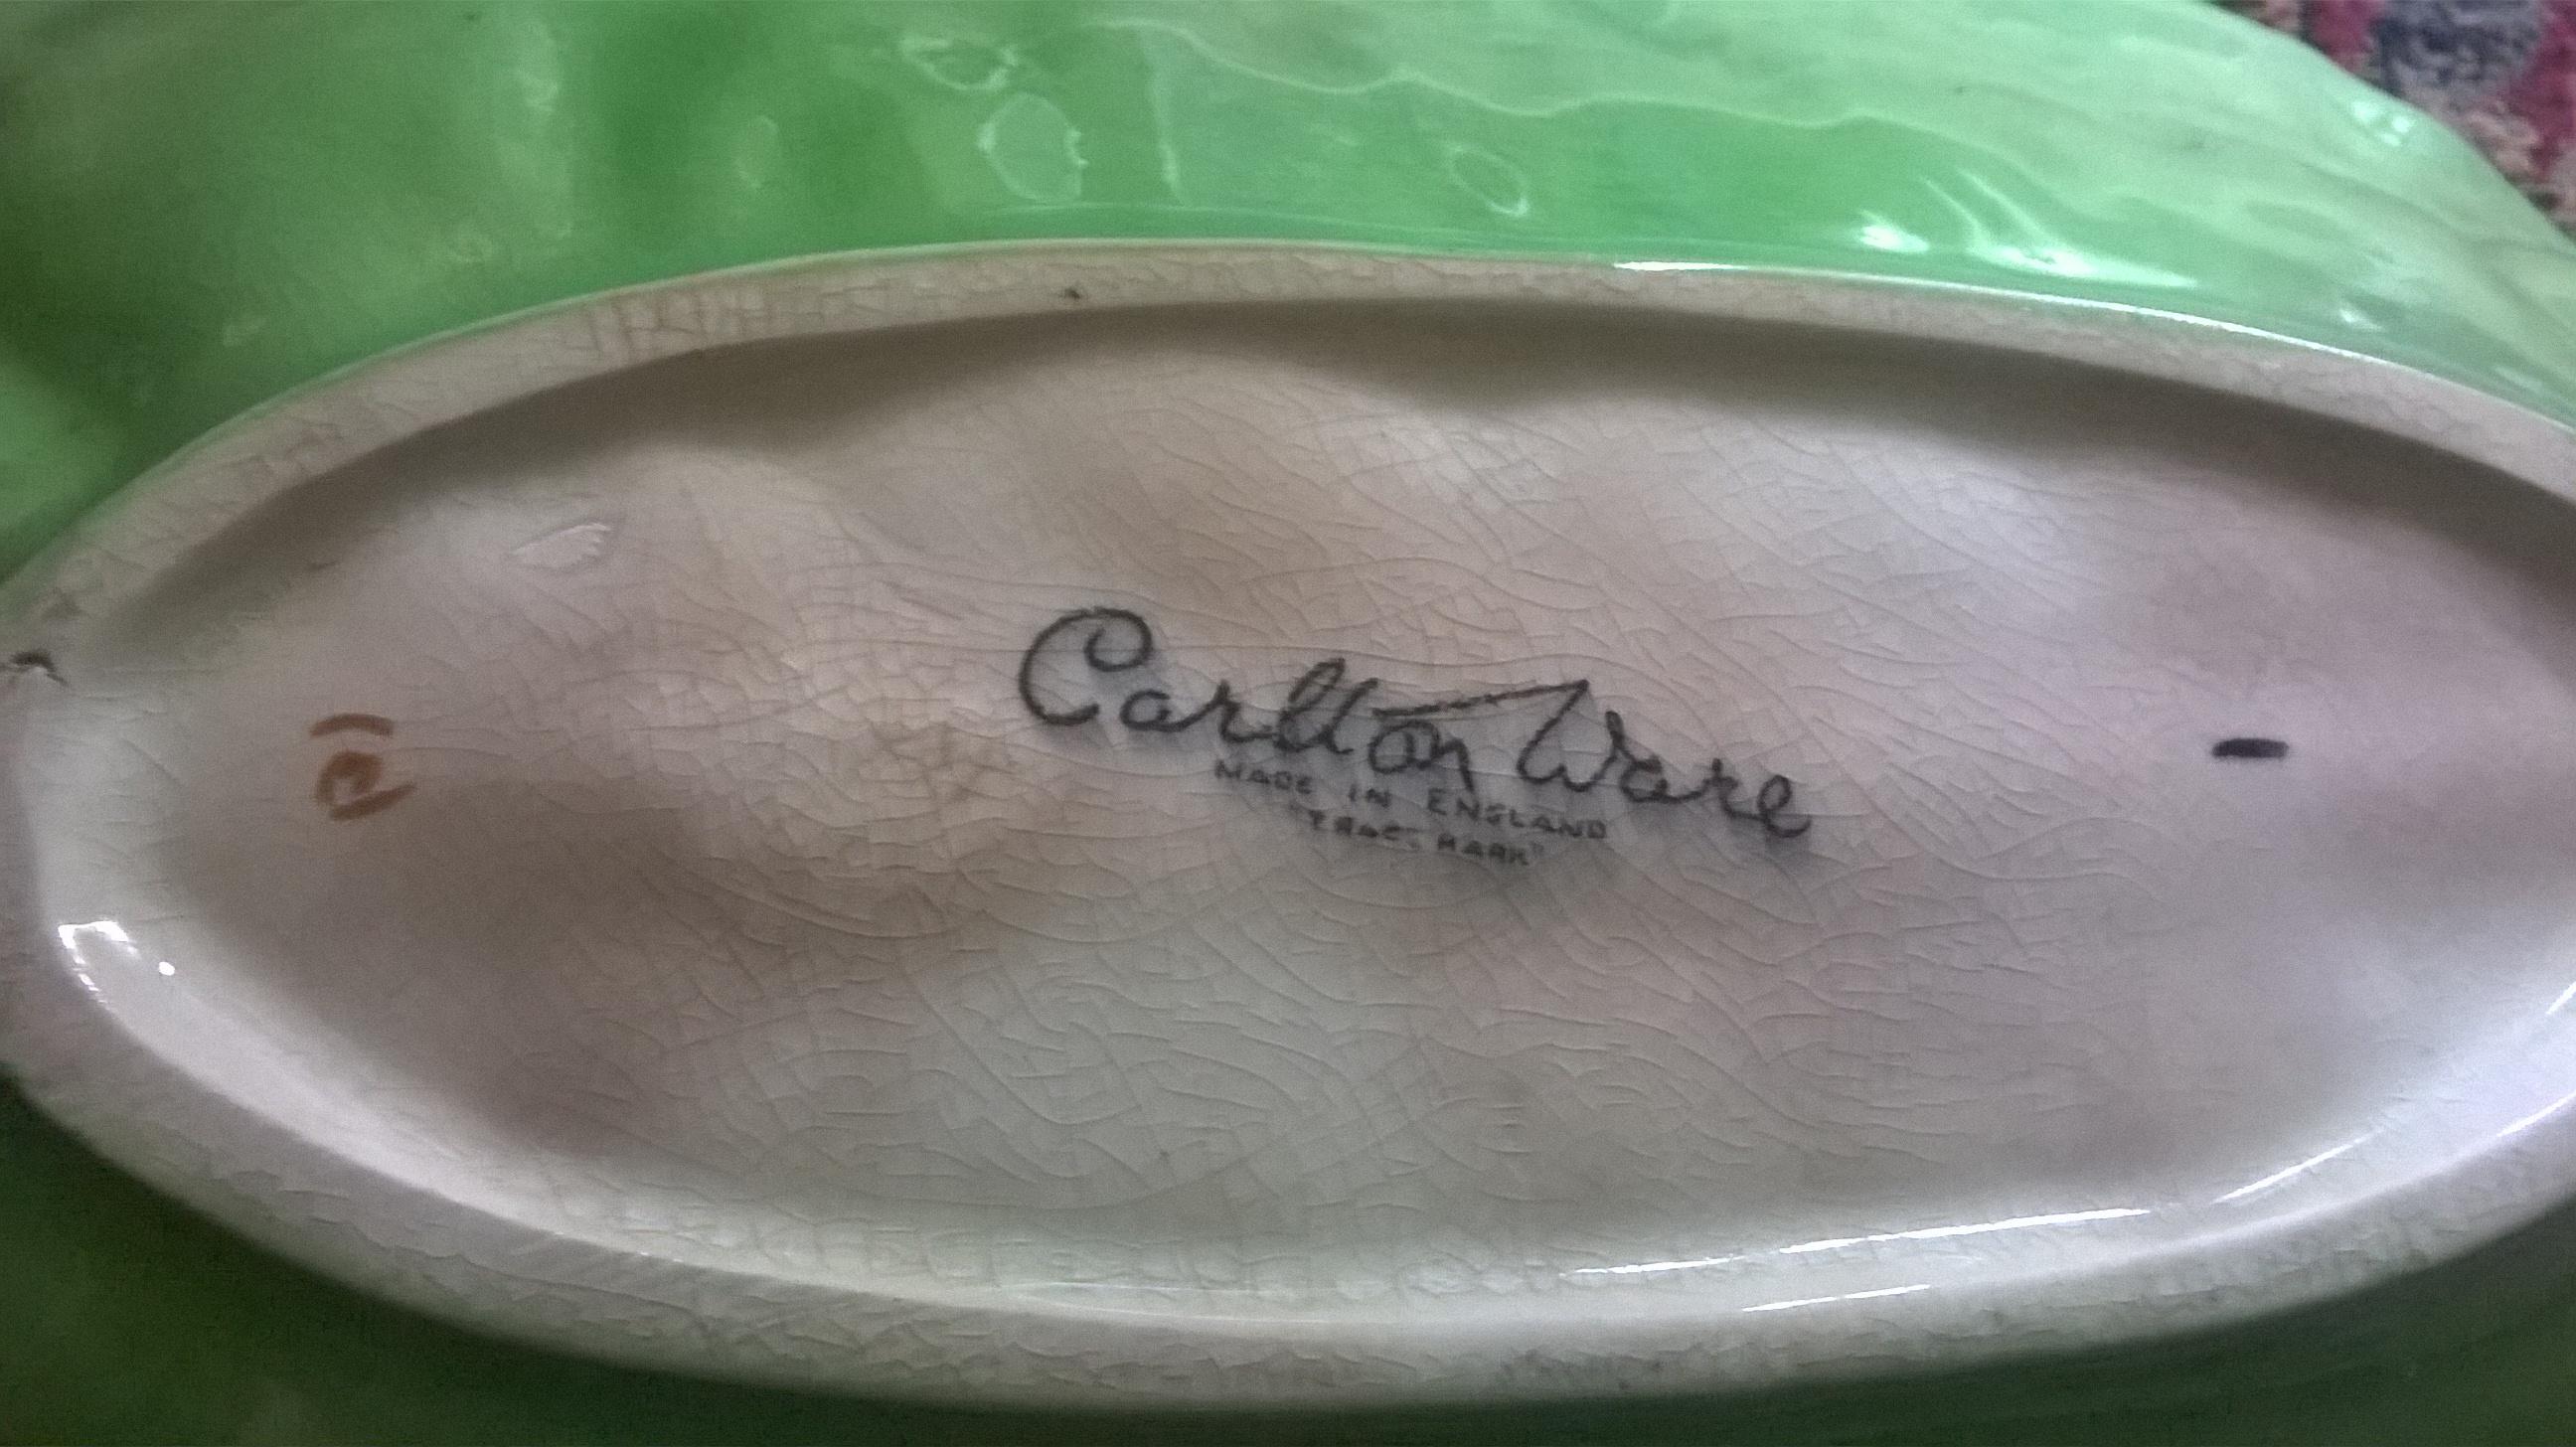 Carlton Ware
MADE IN ENGLAND
"TRADE MARK"